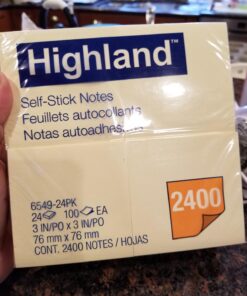 Highland™
Self-Stick Notes
Feuillets autocollants
Notas autoadhesivas
6549-24PK
24 100 EA
3 IN/PO x 3 IN/PO
76 mm x 76 mm
CONT. 2400 NOTES / HOJAS
2400